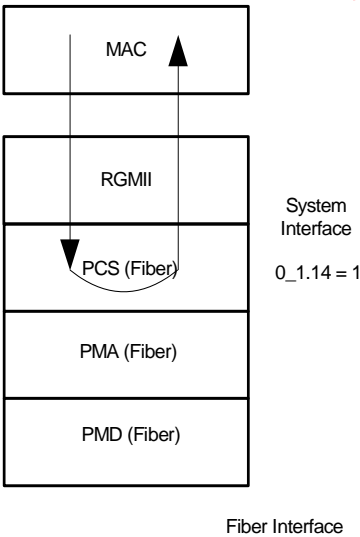 MAC
RGMII
System
Interface
PCS (Fiber)
0_1.14 = 1
PMA (Fiber)
PMD (Fiber)
Fiber Interface